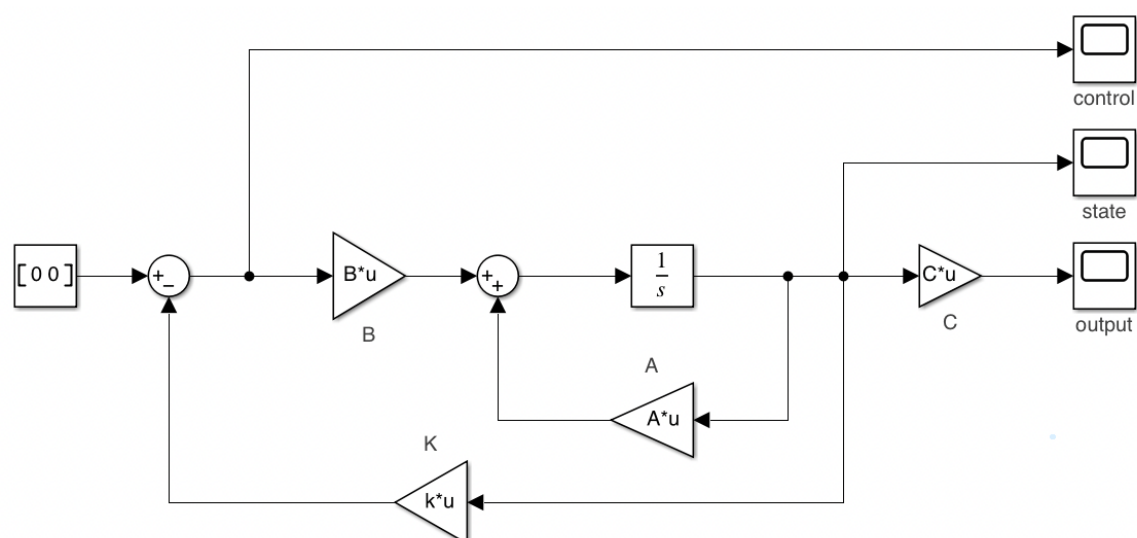 control
state
[0 0]
+
−
B*u
B
+
+
1
s
C*u
C
output
A
A*u
K
k*u